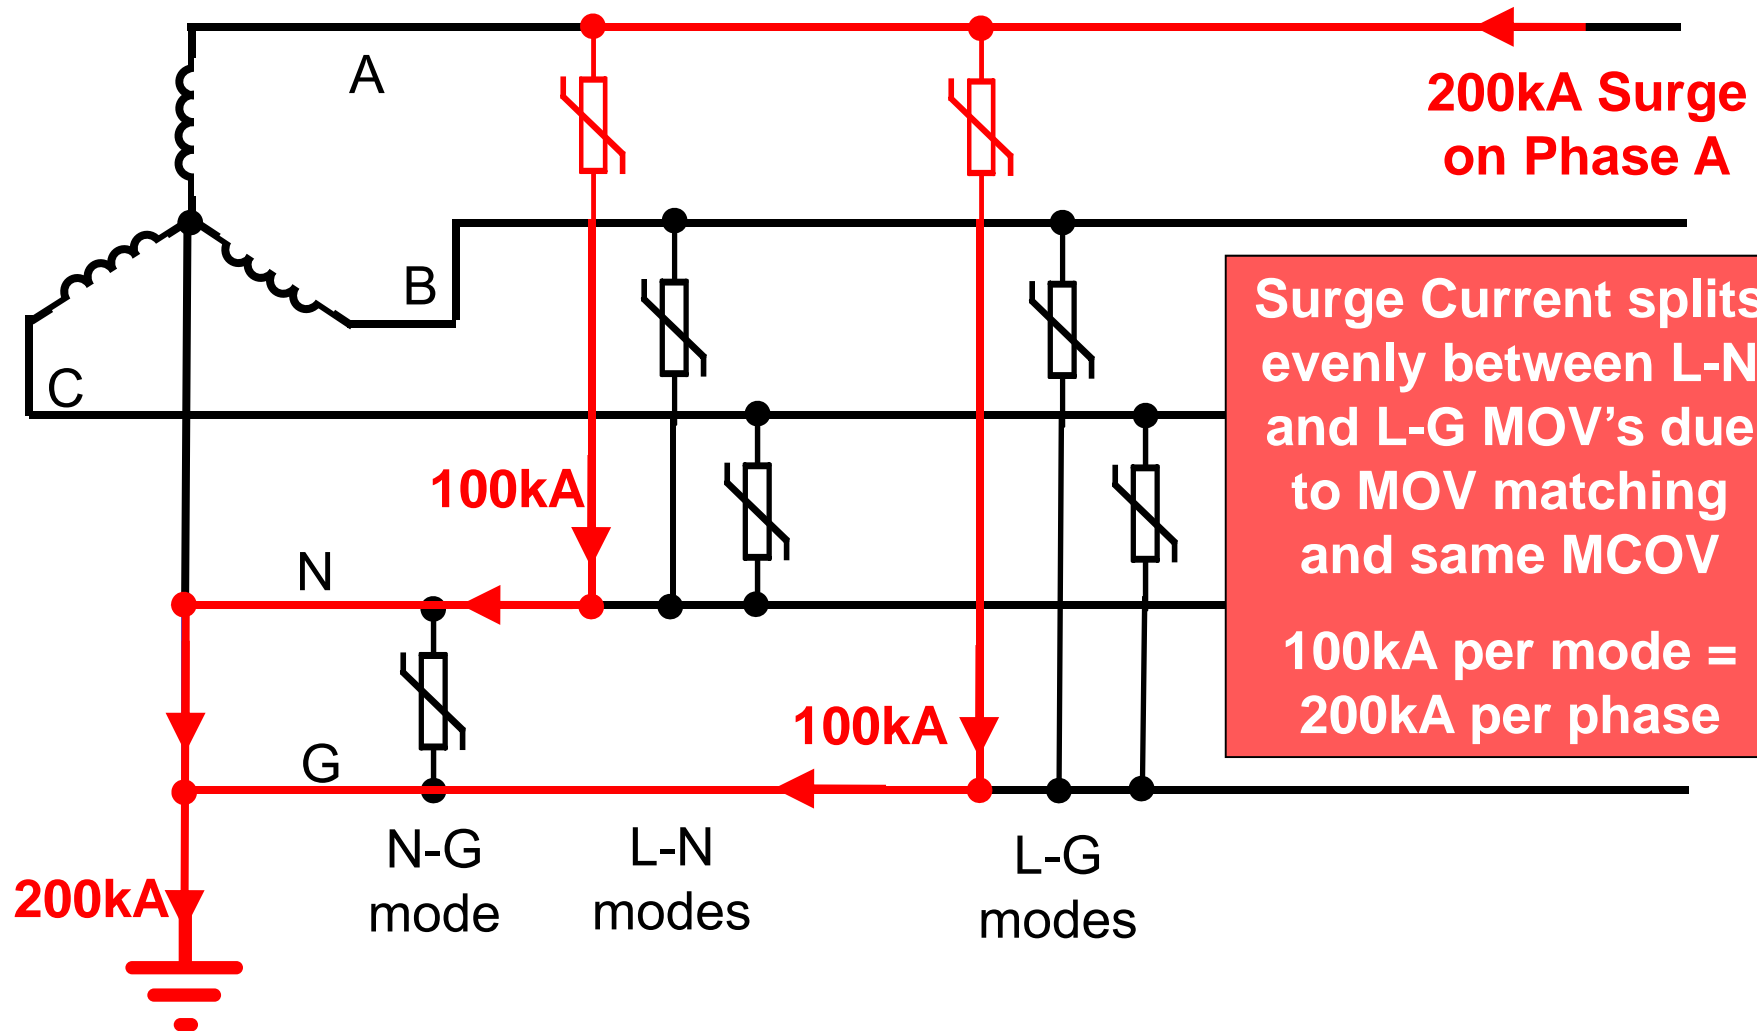 A
200kA Surge
on Phase A
B
Surge Current splits
evenly between L-N
and L-G MOV's due
to MOV matching
and same MCOV
100kA per mode =
200kA per phase
C
100kA
N
100kA
G
N-G
mode
L-N
modes
L-G
modes
200kA